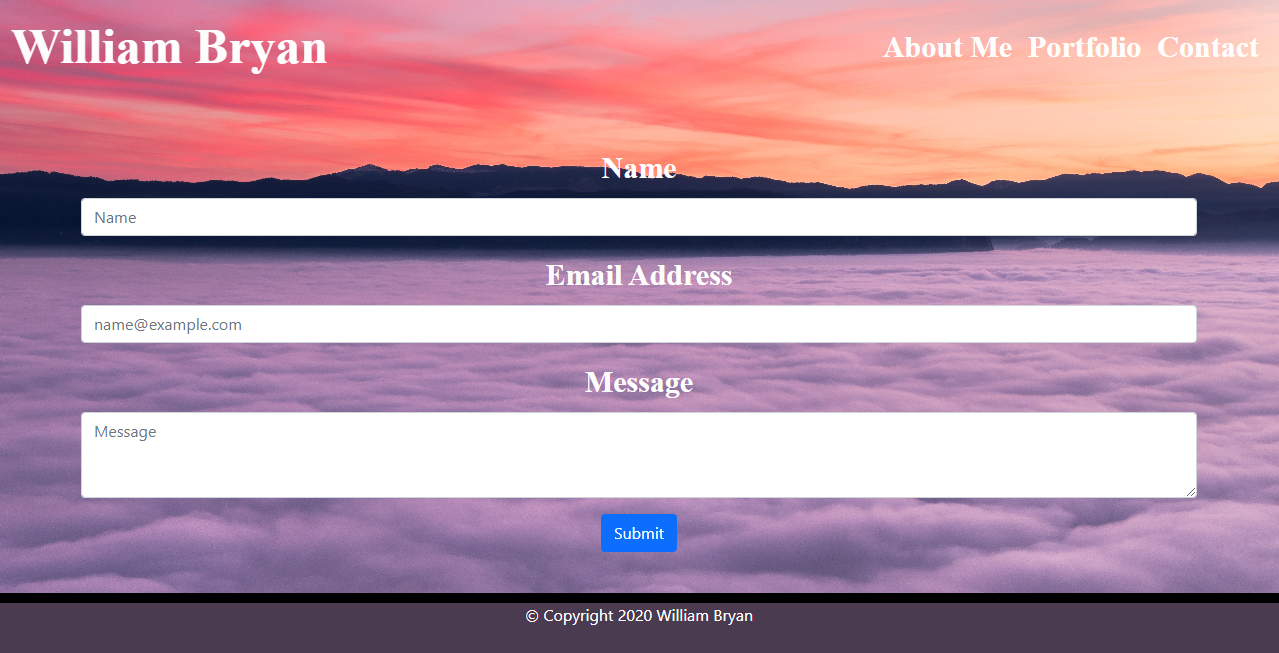 William Bryan
About Me Portfolio Contact
Name
Name
Email Address
name@example.com
Message
Message
Submit
© Copyright 2020 William Bryan